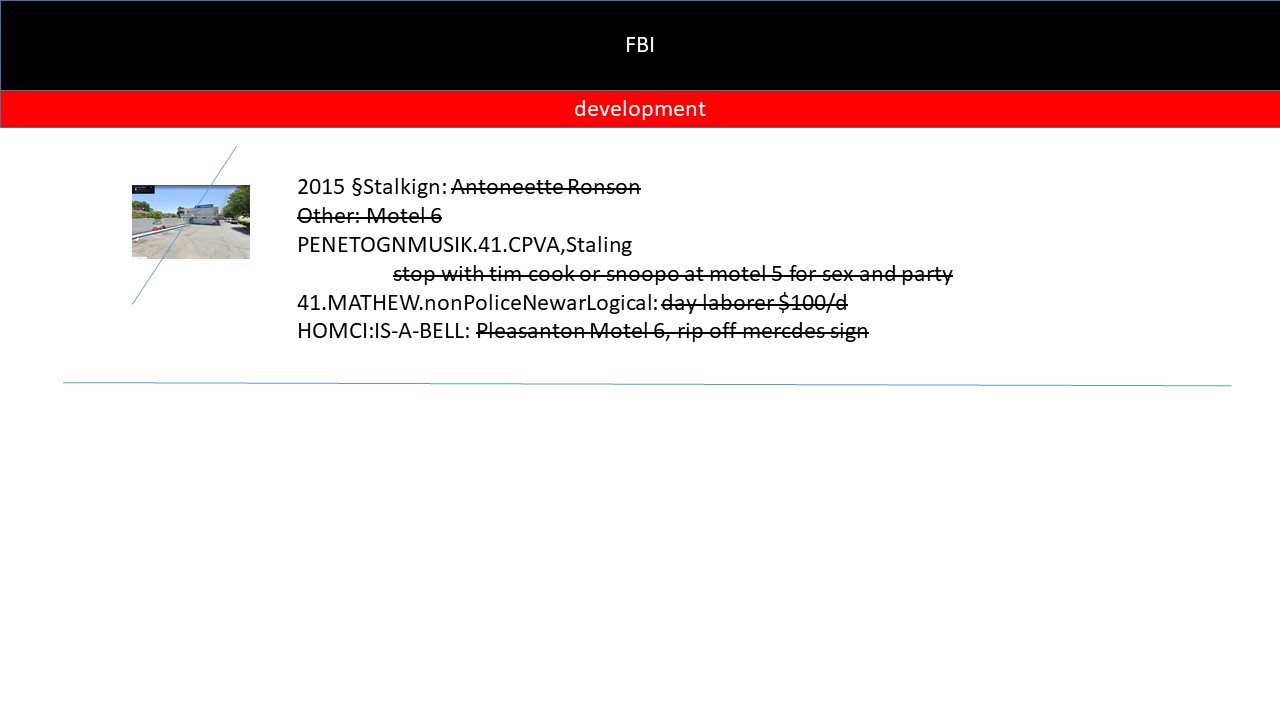 FBI
development
2015 §Stalkign: Antoneette Ronson
Other: Motel 6
PENETOGNMUSIK.41.CPVA,Staling
stop with tim cook or snoopo at motel 5 for sex and party
41.MATHEW.nonPoliceNewarLogical: day laborer $100/d
HOMCI:IS-A-BELL: Pleasanton Motel 6, rip off mercdes sign